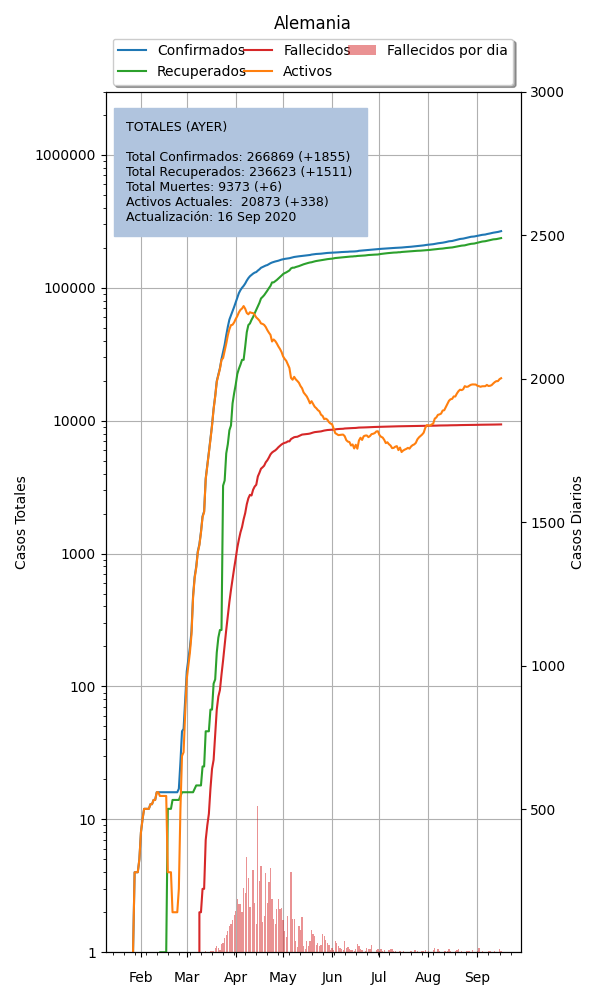 Alemania
Confirmados
Fallecidos
Fallecidos por dia
Recuperados
Activos
TOTALES (AYER)
Total Confirmados: 266869 (+1855)
Total Recuperados: 236623 (+1511)
Total Muertes: 9373 (+6)
Activos Actuales:  20873 (+338)
Actualización: 16 Sep 2020
Casos Totales
1000000
100000
10000
1000
100
10
1
Casos Diarios
3000
2500
2000
1500
1000
500
Feb Mar Apr May Jun Jul Aug Sep